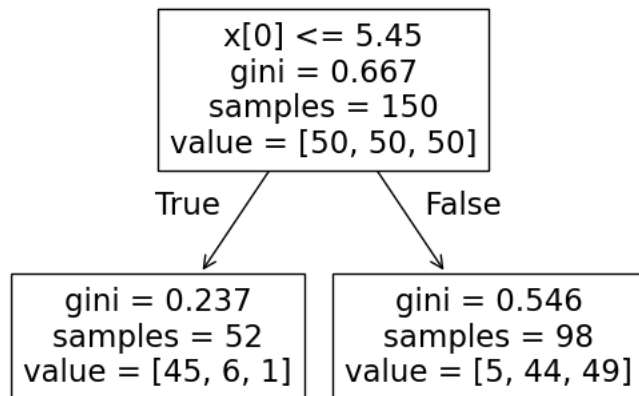 x[0] <= 5.45
gini = 0.667
samples = 150
value = [50, 50, 50]
True
False
gini = 0.237
samples = 52
value = [45, 6, 1]
gini = 0.546
samples = 98
value = [5, 44, 49]